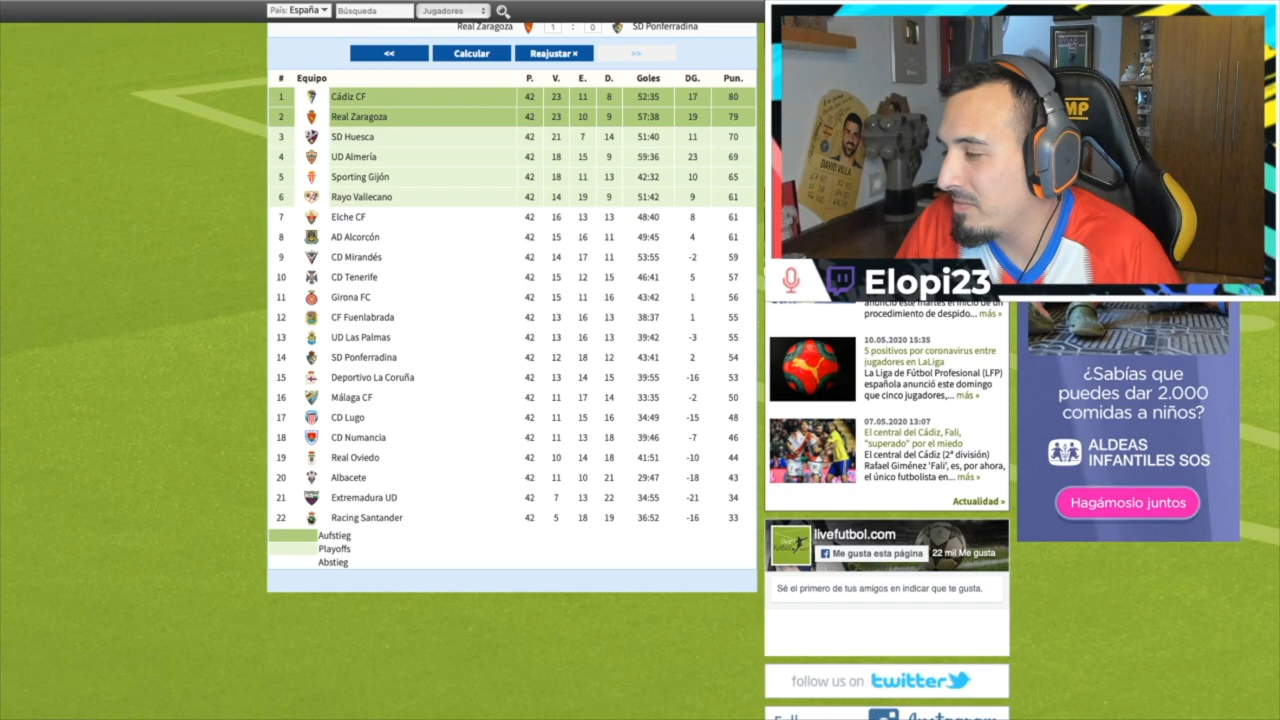 País: España
Búsqueda
Jugadores
Real Zaragoza 1 : 0 SD Ponferradina
<< Calcular Reajustar × >>
# Equipo P. V. E. D. Goles DG. Pun.
1 Cádiz CF 42 23 11 8 52:35 17 80
2 Real Zaragoza 42 23 10 9 57:38 19 79
3 SD Huesca 42 21 7 14 51:40 11 70
4 UD Almería 42 18 15 9 59:36 23 69
5 Sporting Gijón 42 18 11 13 42:32 10 65
6 Rayo Vallecano 42 14 19 9 51:42 9 61
7 Elche CF 42 16 13 13 48:40 8 61
8 AD Alcorcón 42 15 16 11 49:45 4 61
9 CD Mirandés 42 14 17 11 53:55 -2 59
10 CD Tenerife 42 15 12 15 46:41 5 57
11 Girona FC 42 15 11 16 43:42 1 56
12 CF Fuenlabrada 42 13 16 13 38:37 1 55
13 UD Las Palmas 42 13 16 13 39:42 -3 55
14 SD Ponferradina 42 12 18 12 43:41 2 54
15 Deportivo La Coruña 42 13 14 15 39:55 -16 53
16 Málaga CF 42 11 17 14 33:35 -2 50
17 CD Lugo 42 11 15 16 34:49 -15 48
18 CD Numancia 42 11 13 18 39:46 -7 46
19 Real Oviedo 42 10 14 18 41:51 -10 44
20 Albacete 42 11 10 21 29:47 -18 43
21 Extremadura UD 42 7 13 22 34:55 -21 34
22 Racing Santander 42 5 18 19 36:52 -16 33
Aufstieg
Playoffs
Abstieg
MP
DAVID VILLA
Elopi23
anunció este martes el inicio de un
procedimiento de despido... más »
10.05.2020 15:35
5 positivos por coronavirus entre
jugadores en LaLiga
La Liga de Fútbol Profesional (LFP)
española anunció este domingo
que cinco jugadores,... más »
07.05.2020 13:07
El central del Cádiz, Fali,
"superado" por el miedo
El central del Cádiz (2ª división)
Rafael Giménez 'Fali', es, por ahora,
el único futbolista en... más »
Actualidad »
livefutbol.com
Me gusta esta página
22 mil Me gusta
Sé el primero de tus amigos en indicar que te gusta.
follow us on twitter
¿Sabías que
puedes dar 2.000
comidas a niños?
ALDEAS
INFANTILES SOS
Hagámoslo juntos